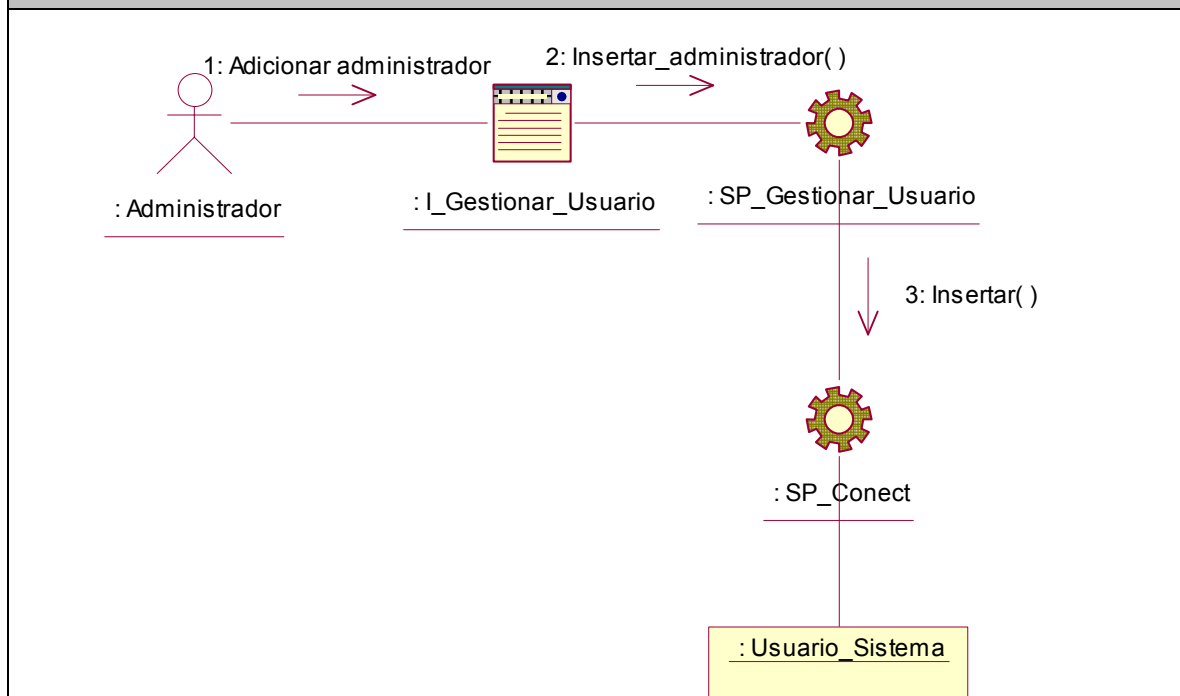 1: Adicionar administrador
2: Insertar_administrador( )
: Administrador
: I_Gestionar_Usuario
: SP_Gestionar_Usuario
3: Insertar( )
: SP_Conect
: Usuario_Sistema